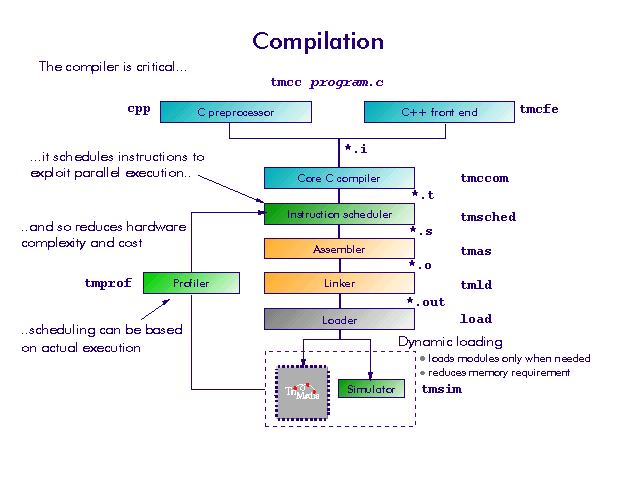 Compilation
The compiler is critical...
tmcc program.c
cpp
C preprocessor
C++ front end
tmcfe
*.i
...it schedules instructions to
exploit parallel execution..
Core C compiler
tmccom
*.t
Instruction scheduler
tmsched
*.s
..and so reduces hardware
complexity and cost
Assembler
tmas
*.o
tmprof
Profiler
Linker
tmld
*.out
Loader
load
..scheduling can be based
on actual execution
Dynamic loading
loads modules only when needed
reduces memory requirement
TriMedia
Simulator
tmsim